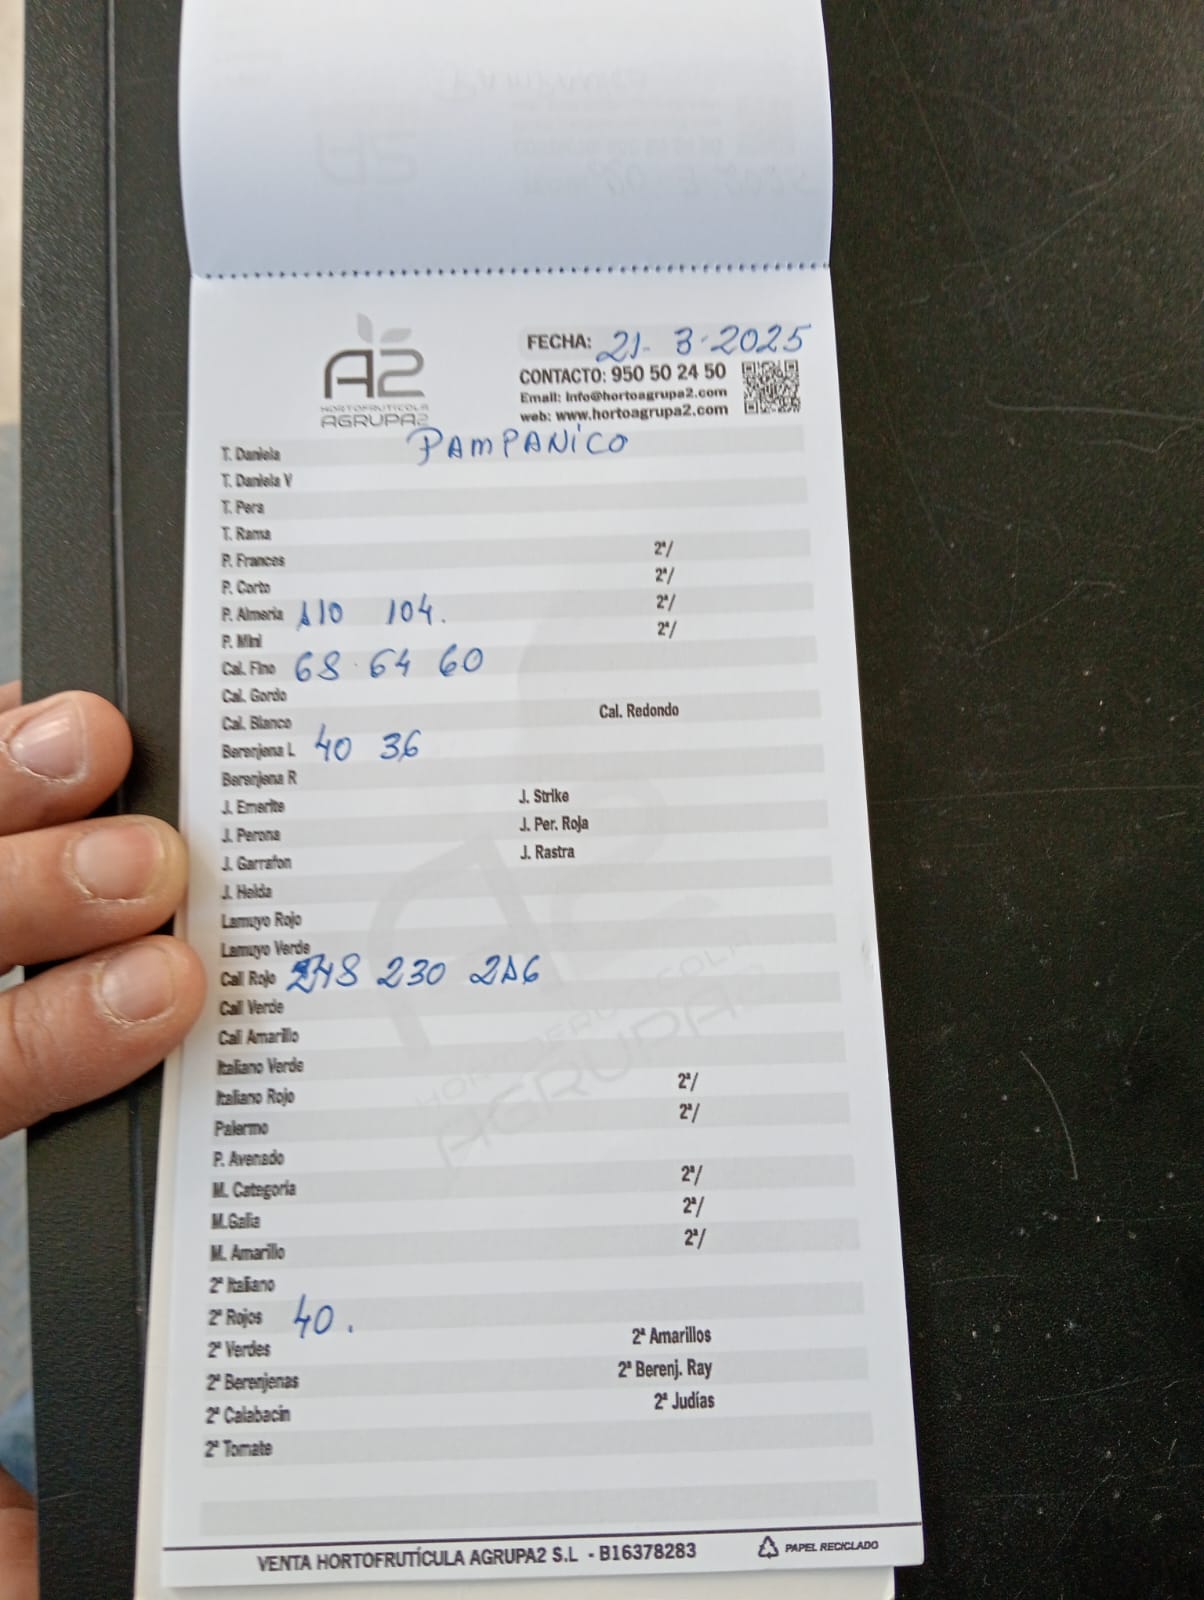 A2
HORTOFRUTÍCOLA
AGRUPA2
FECHA: 21-3-2025
CONTACTO: 950 50 24 50
Email: info@hortoagrupa2.com
web: www.hortoagrupa2.com
PAMPANICO
T. Daniela
T. Daniela V
T. Pera
T. Rama
P. Frances 2ª/
P. Corto 2ª/
P. Almeria 110 104. 2ª/
P. Mini 2ª/
Cal. Fino 68 64 60
Cal. Gordo
Cal. Blanco Cal. Redondo
Berenjena L 40 36
Berenjena R
J. Emerite J. Strike
J. Perona J. Per. Roja
J. Garrafon J. Rastra
J. Helda
Lamuyo Rojo
Lamuyo Verde
Cali Rojo 248 230 216
Cali Verde
Cali Amarillo
Italiano Verde
Italiano Rojo 2ª/
Palermo 2ª/
P. Avenado
M. Categoria 2ª/
M.Galia 2ª/
M. Amarillo 2ª/
2ª Italiano
2ª Rojos 40.
2ª Verdes 2ª Amarillos
2ª Berenjenas 2ª Berenj. Ray
2ª Calabacin 2ª Judías
2ª Tomate
VENTA HORTOFRUTÍCULA AGRUPA2 S.L - B16378283 PAPEL RECICLADO